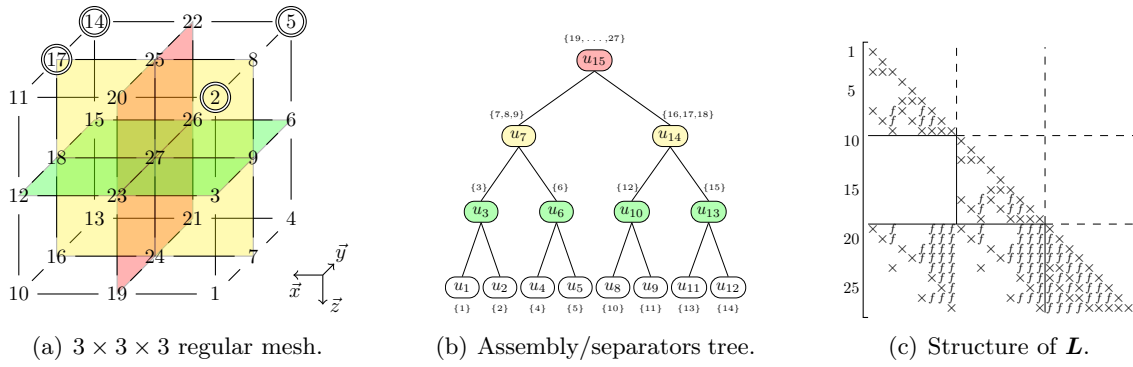 14 22 5
17 25 8
11 20 2
15 26 6
18 27 9
12 23 3
13 21 4
16 24 7
10 19 1
x⃗ y⃗ z⃗
(a) 3 × 3 × 3 regular mesh.
{19, . . . ,27}
u15
{7,8,9} {16,17,18}
u7 u14
{3} {6} {12} {15}
u3 u6 u10 u13
u1 u2 u4 u5 u8 u9 u11 u12
{1} {2} {4} {5} {10} {11} {13} {14}
(b) Assembly/separators tree.
1
5
10
15
20
25
(c) Structure of L.